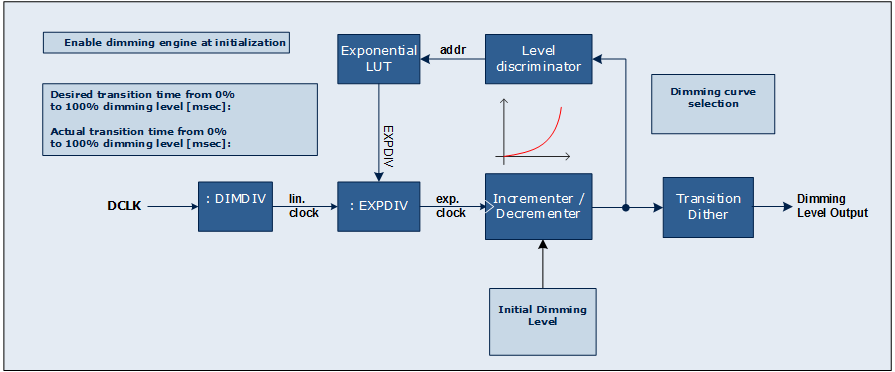 Enable dimming engine at initialization
Exponential
LUT
addr
Level
discriminator
Desired transition time from 0%
to 100% dimming level [msec]:
Actual transition time from 0%
to 100% dimming level [msec]:
Dimming curve
selection
EXPDIV
DCLK
: DIMDIV
lin.
clock
: EXPDIV
exp.
clock
Incrementer /
Decrementer
Transition
Dither
Dimming
Level Output
Initial Dimming
Level